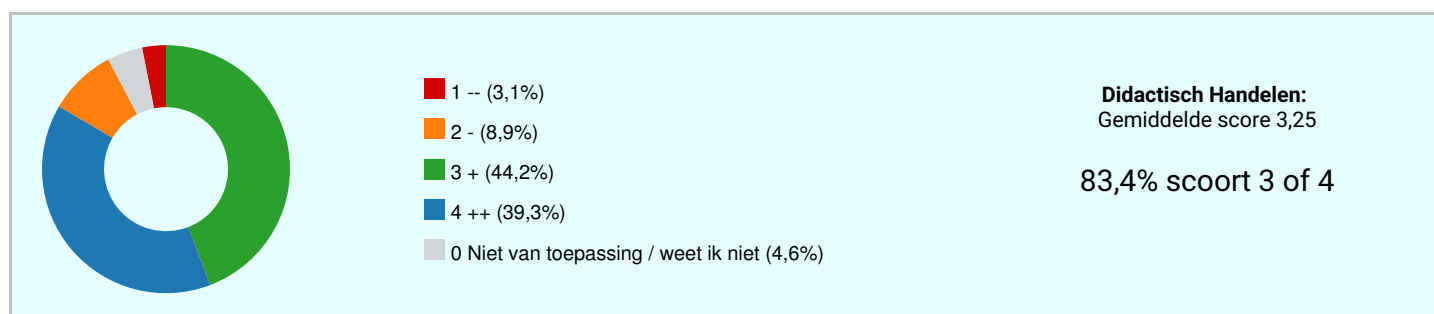 1 -- (3,1%)
2 - (8,9%)
3 + (44,2%)
4 ++ (39,3%)
0 Niet van toepassing / weet ik niet (4,6%)
Didactisch Handelen:
Gemiddelde score 3,25
83,4% scoort 3 of 4